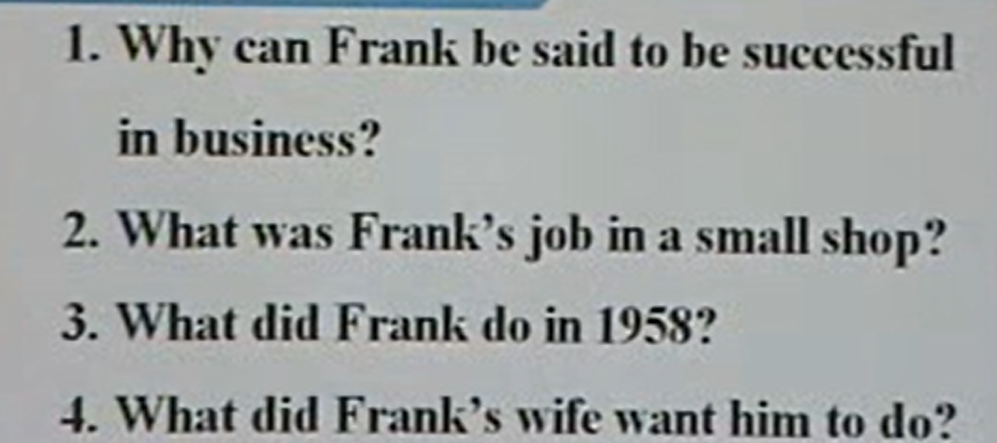 1. Why can Frank be said to be successful
in business?
2. What was Frank's job in a small shop?
3. What did Frank do in 1958?
4. What did Frank's wife want him to do?